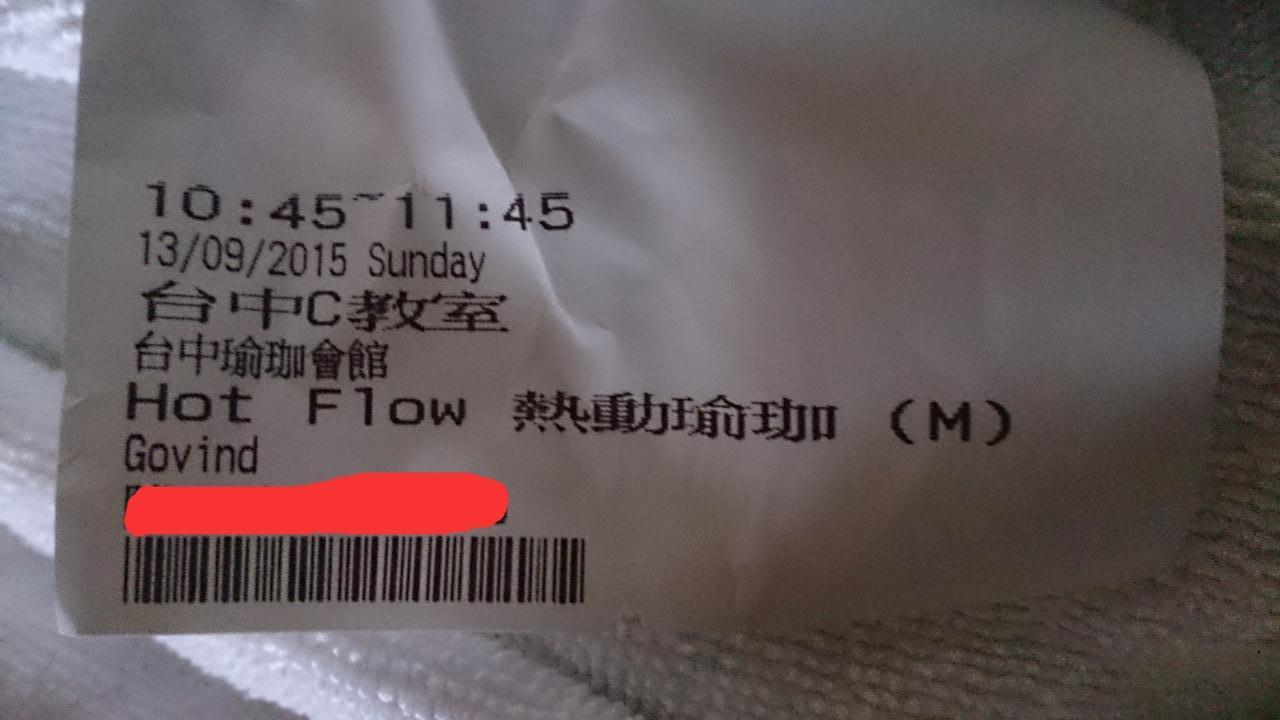 10:45~11:45
13/09/2015 Sunday
台中C教室
台中瑜珈會館
Hot Flow 熱動瑜珈 (M)
Govind